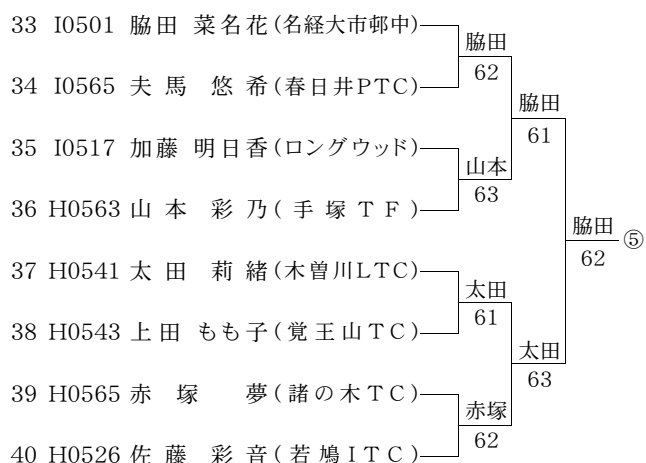 33 I0501 脇田 菜名花(名経大市邨中)
脇田
62
34 I0565 夫馬 悠希(春日井PTC)
脇田
61
35 I0517 加藤 明日香(ロングウッド)
山本
63
36 H0563 山本 彩乃(手塚TF)
脇田
62
⑤
37 H0541 太田 莉緒(木曽川LTC)
太田
61
38 H0543 上田 もも子(覚王山TC)
太田
63
39 H0565 赤塚 夢(諸の木TC)
赤塚
62
40 H0526 佐藤 彩音(若鳩ITC)